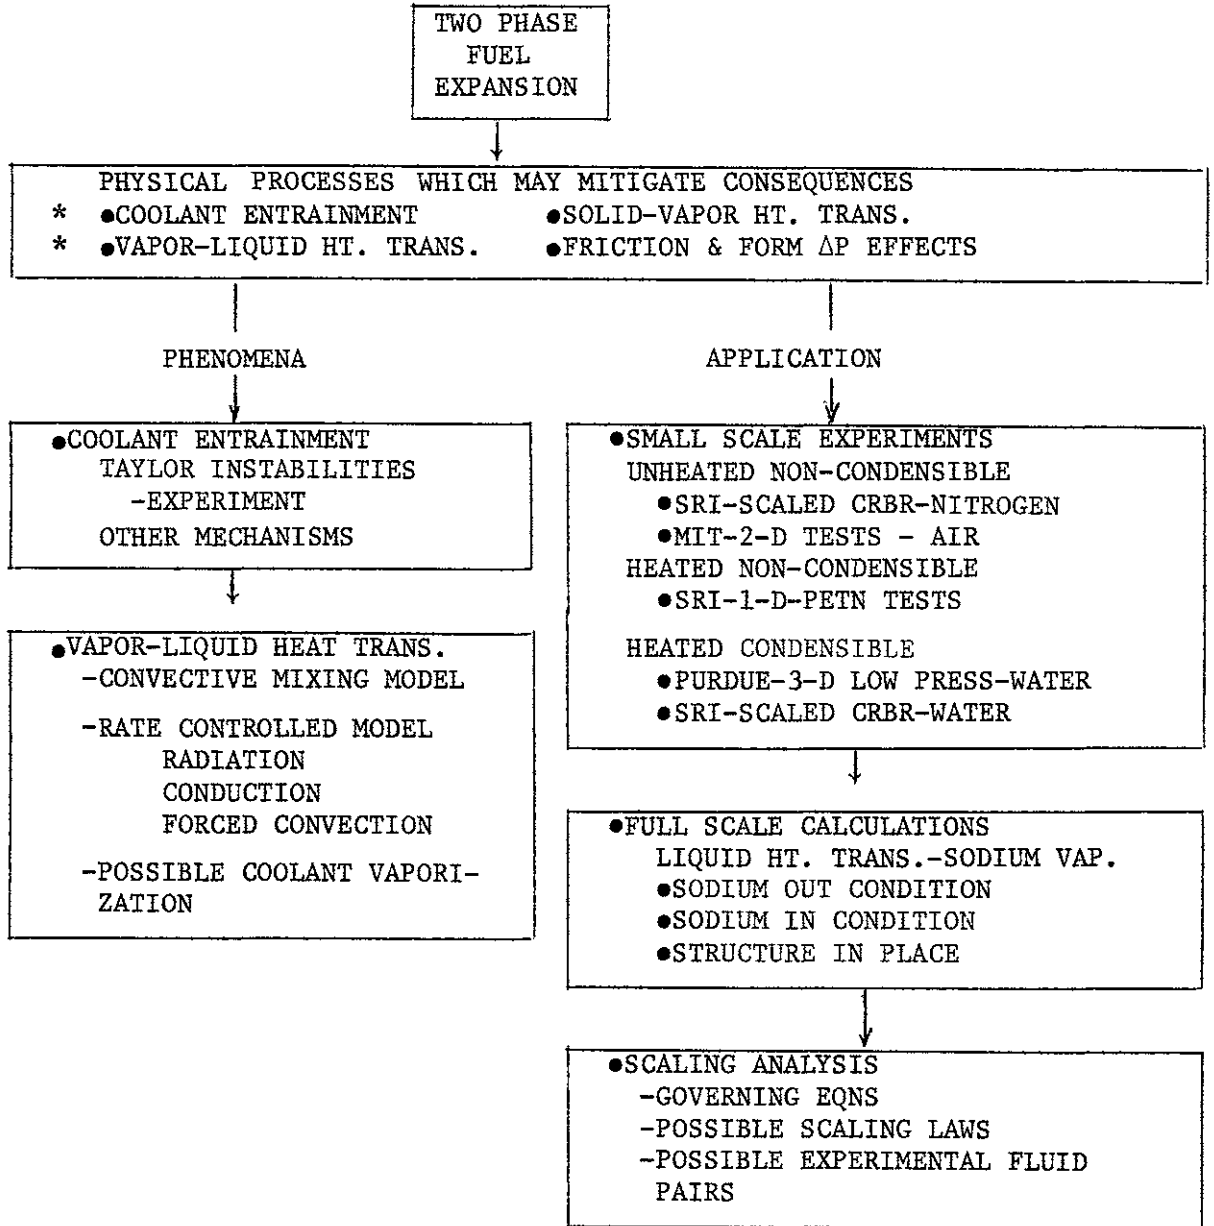 TWO PHASE
FUEL
EXPANSION
PHYSICAL PROCESSES WHICH MAY MITIGATE CONSEQUENCES
* ●COOLANT ENTRAINMENT ●SOLID-VAPOR HT. TRANS.
* ●VAPOR-LIQUID HT. TRANS. ●FRICTION & FORM ΔP EFFECTS
PHENOMENA
●COOLANT ENTRAINMENT
TAYLOR INSTABILITIES
-EXPERIMENT
OTHER MECHANISMS
●VAPOR-LIQUID HEAT TRANS.
-CONVECTIVE MIXING MODEL
-RATE CONTROLLED MODEL
RADIATION
CONDUCTION
FORCED CONVECTION
-POSSIBLE COOLANT VAPORI-
ZATION
APPLICATION
●SMALL SCALE EXPERIMENTS
UNHEATED NON-CONDENSIBLE
●SRI-SCALED CRBR-NITROGEN
●MIT-2-D TESTS - AIR
HEATED NON-CONDENSIBLE
●SRI-1-D-PETN TESTS
HEATED CONDENSIBLE
●PURDUE-3-D LOW PRESS-WATER
●SRI-SCALED CRBR-WATER
●FULL SCALE CALCULATIONS
LIQUID HT. TRANS.-SODIUM VAP.
●SODIUM OUT CONDITION
●SODIUM IN CONDITION
●STRUCTURE IN PLACE
●SCALING ANALYSIS
-GOVERNING EQNS
-POSSIBLE SCALING LAWS
-POSSIBLE EXPERIMENTAL FLUID
PAIRS